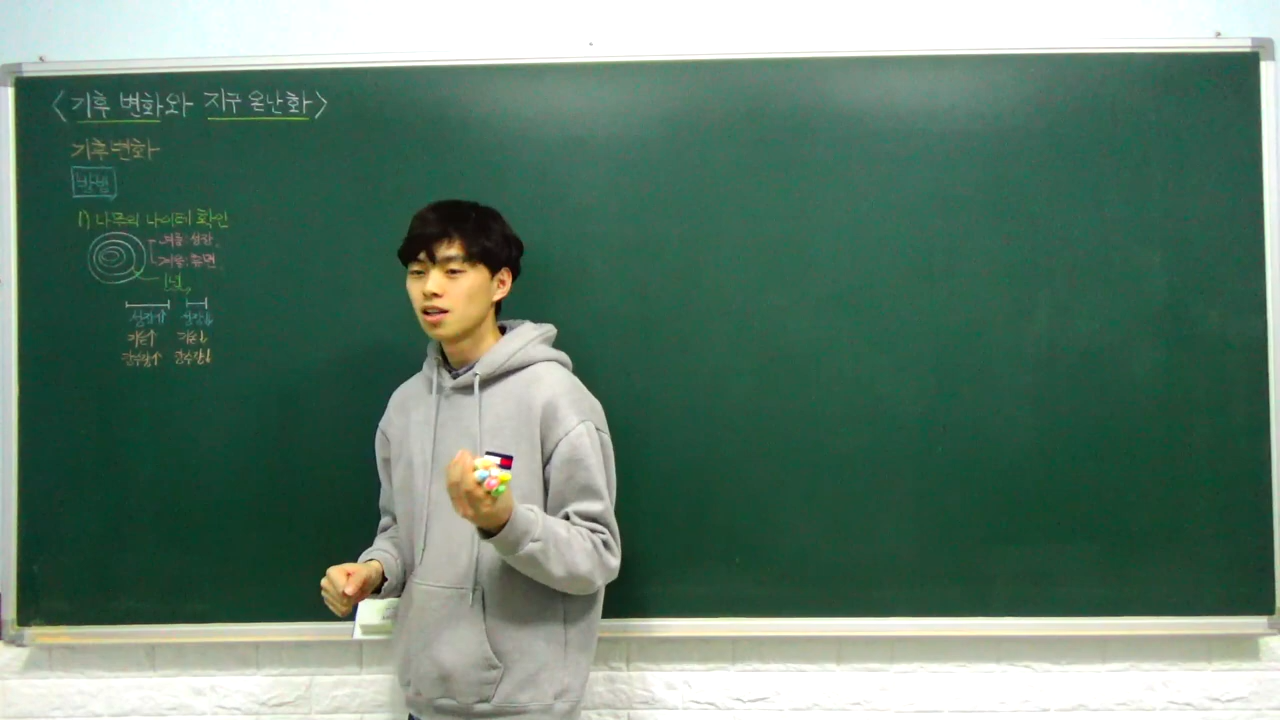 <기후 변화와 지구 온난화>
기후변화
방법
1) 나무의 나이테 확인
여름: 성장
겨울: 휴면
1년
성장↑ 성장↓
기온↑ 기온↓
강수량↑ 강수량↓